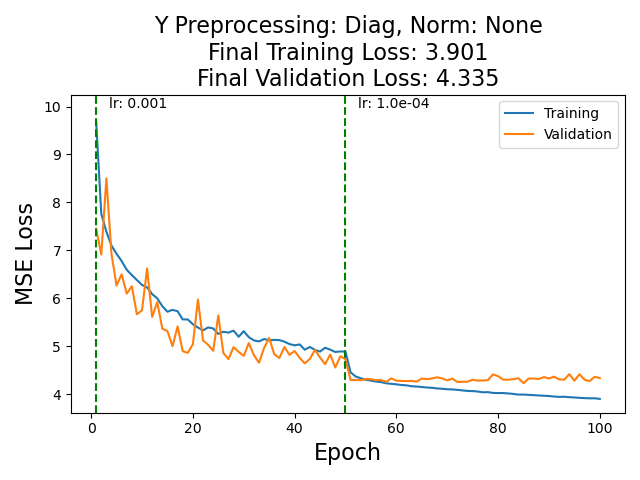 Y Preprocessing: Diag, Norm: None
Final Training Loss: 3.901
Final Validation Loss: 4.335
lr: 0.001
lr: 1.0e-04
Training
Validation
10
9
8
7
6
5
4
MSE Loss
0
20
40
60
80
100
Epoch